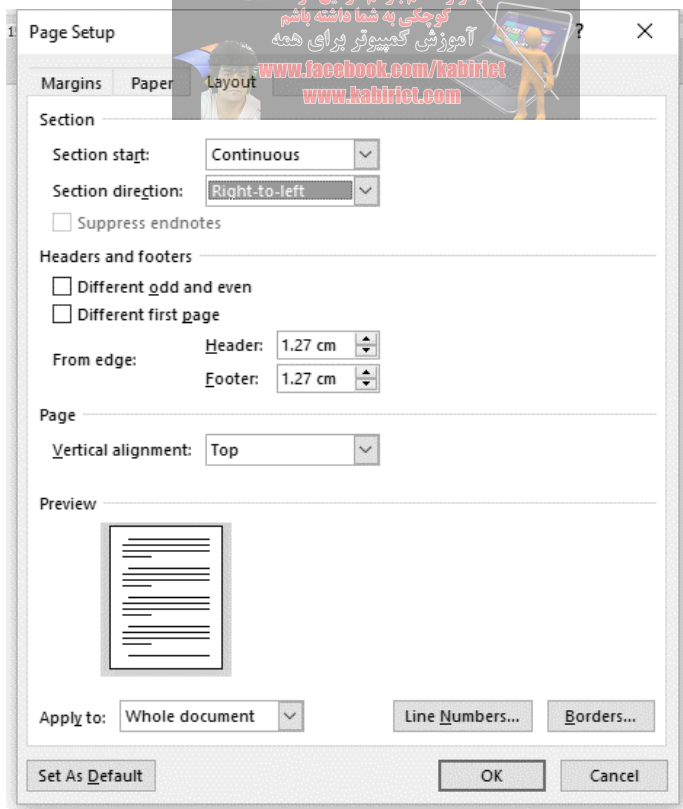 Page Setup ? ×
کوچکی به شما داشته باشم
آموزش کمپیوتر برای همه
www.facebook.com/kabirict
www.kabirict.com
Margins Paper Layout
Section
Section start: Continuous
Section direction: Right-to-left
Suppress endnotes
Headers and footers
Different odd and even
Different first page
From edge:
Header: 1.27 cm
Footer: 1.27 cm
Page
Vertical alignment: Top
Preview
Apply to: Whole document Line Numbers... Borders...
Set As Default OK Cancel